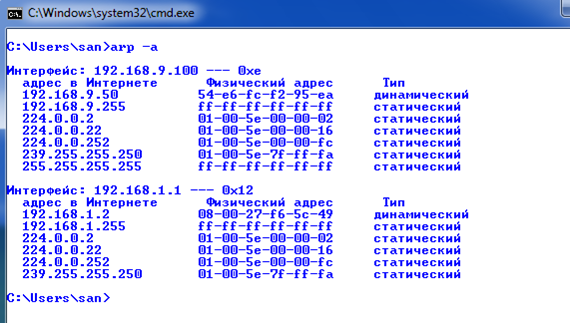 C:\Windows\system32\cmd.exe
C:\Users\san>arp -a
Интерфейс: 192.168.9.100 --- 0xe
адрес в Интернете Физический адрес Тип
192.168.9.50 54-e6-fc-f2-95-ea динамический
192.168.9.255 ff-ff-ff-ff-ff-ff статический
224.0.0.2 01-00-5e-00-00-02 статический
224.0.0.22 01-00-5e-00-00-16 статический
224.0.0.252 01-00-5e-00-00-fc статический
239.255.255.250 01-00-5e-7f-ff-fa статический
255.255.255.255 ff-ff-ff-ff-ff-ff статический
Интерфейс: 192.168.1.1 --- 0x12
адрес в Интернете Физический адрес Тип
192.168.1.2 08-00-27-f6-5c-49 динамический
192.168.1.255 ff-ff-ff-ff-ff-ff статический
224.0.0.2 01-00-5e-00-00-02 статический
224.0.0.22 01-00-5e-00-00-16 статический
224.0.0.252 01-00-5e-00-00-fc статический
239.255.255.250 01-00-5e-7f-ff-fa статический
C:\Users\san>